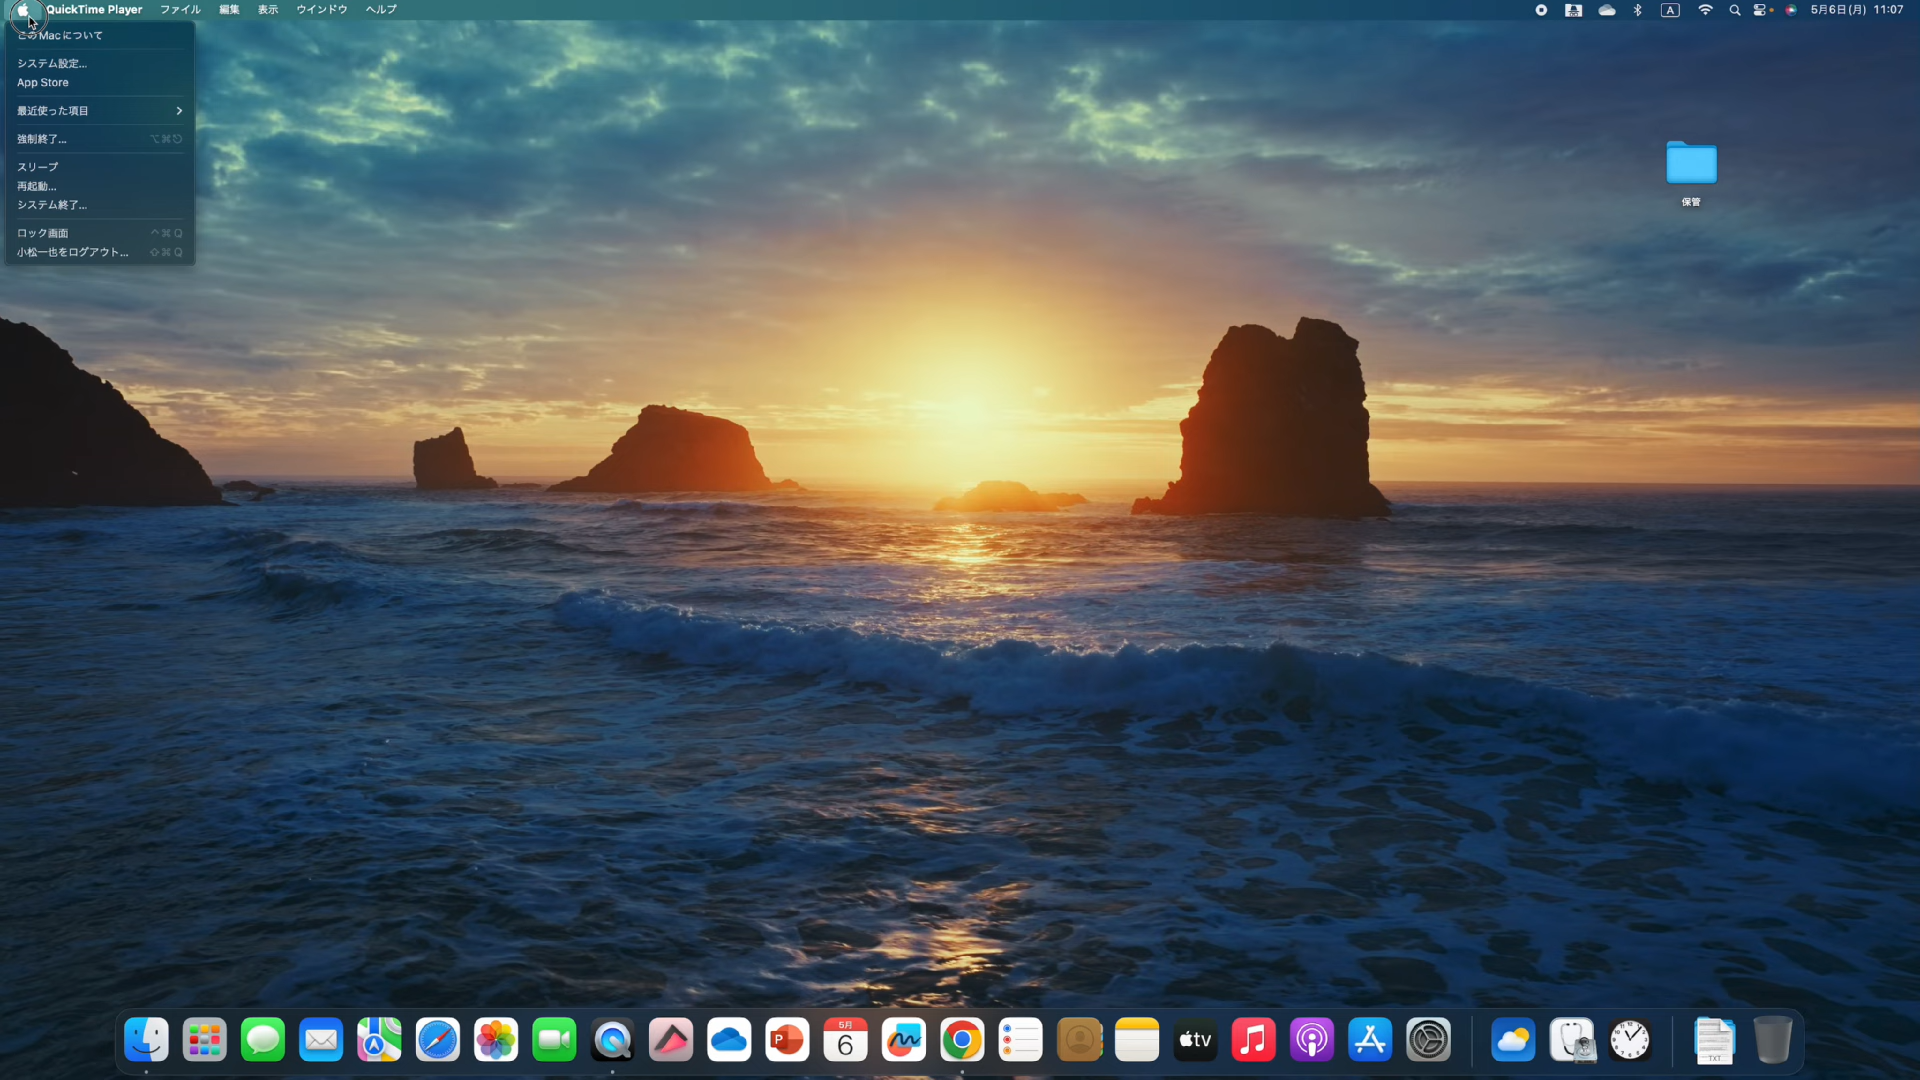 QuickTime Player ファイル 編集 表示 ウインドウ ヘルプ A 5月6日(月) 11:07
このMacについて
システム設定...
App Store
最近使った項目
強制終了... ⌥⌘⎋
スリープ
再起動...
システム終了...
ロック画面 ^⌘Q
小松一也をログアウト... ⇧⌘Q
保管
5月
6
P
tv
TXT